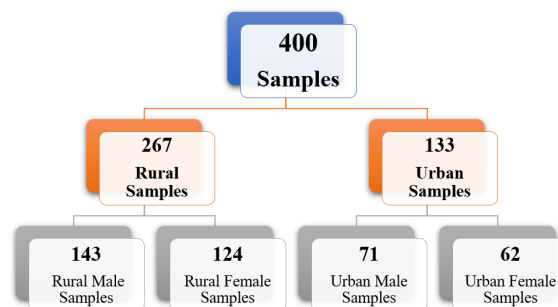 400
Samples
267
Rural
Samples
133
Urban
Samples
143
Rural Male
Samples
124
Rural Female
Samples
71
Urban Male
Samples
62
Urban Female
Samples